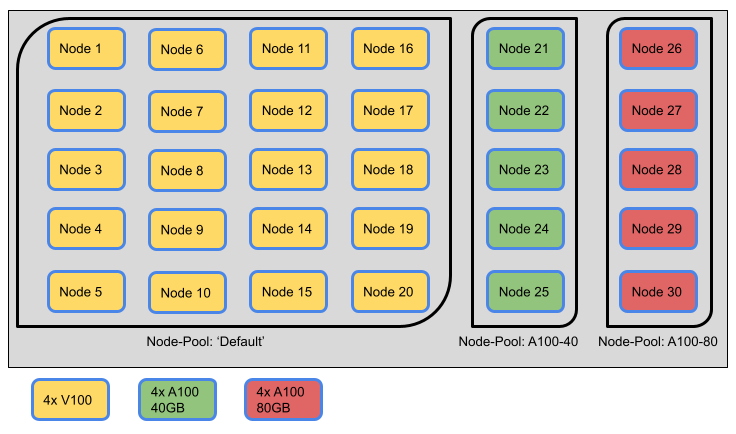 Node 1
Node 6
Node 11
Node 16
Node 21
Node 26
Node 2
Node 7
Node 12
Node 17
Node 22
Node 27
Node 3
Node 8
Node 13
Node 18
Node 23
Node 28
Node 4
Node 9
Node 14
Node 19
Node 24
Node 29
Node 5
Node 10
Node 15
Node 20
Node 25
Node 30
Node-Pool: ‘Default’
Node-Pool: A100-40
Node-Pool: A100-80
4x V100
4x A100
40GB
4x A100
80GB